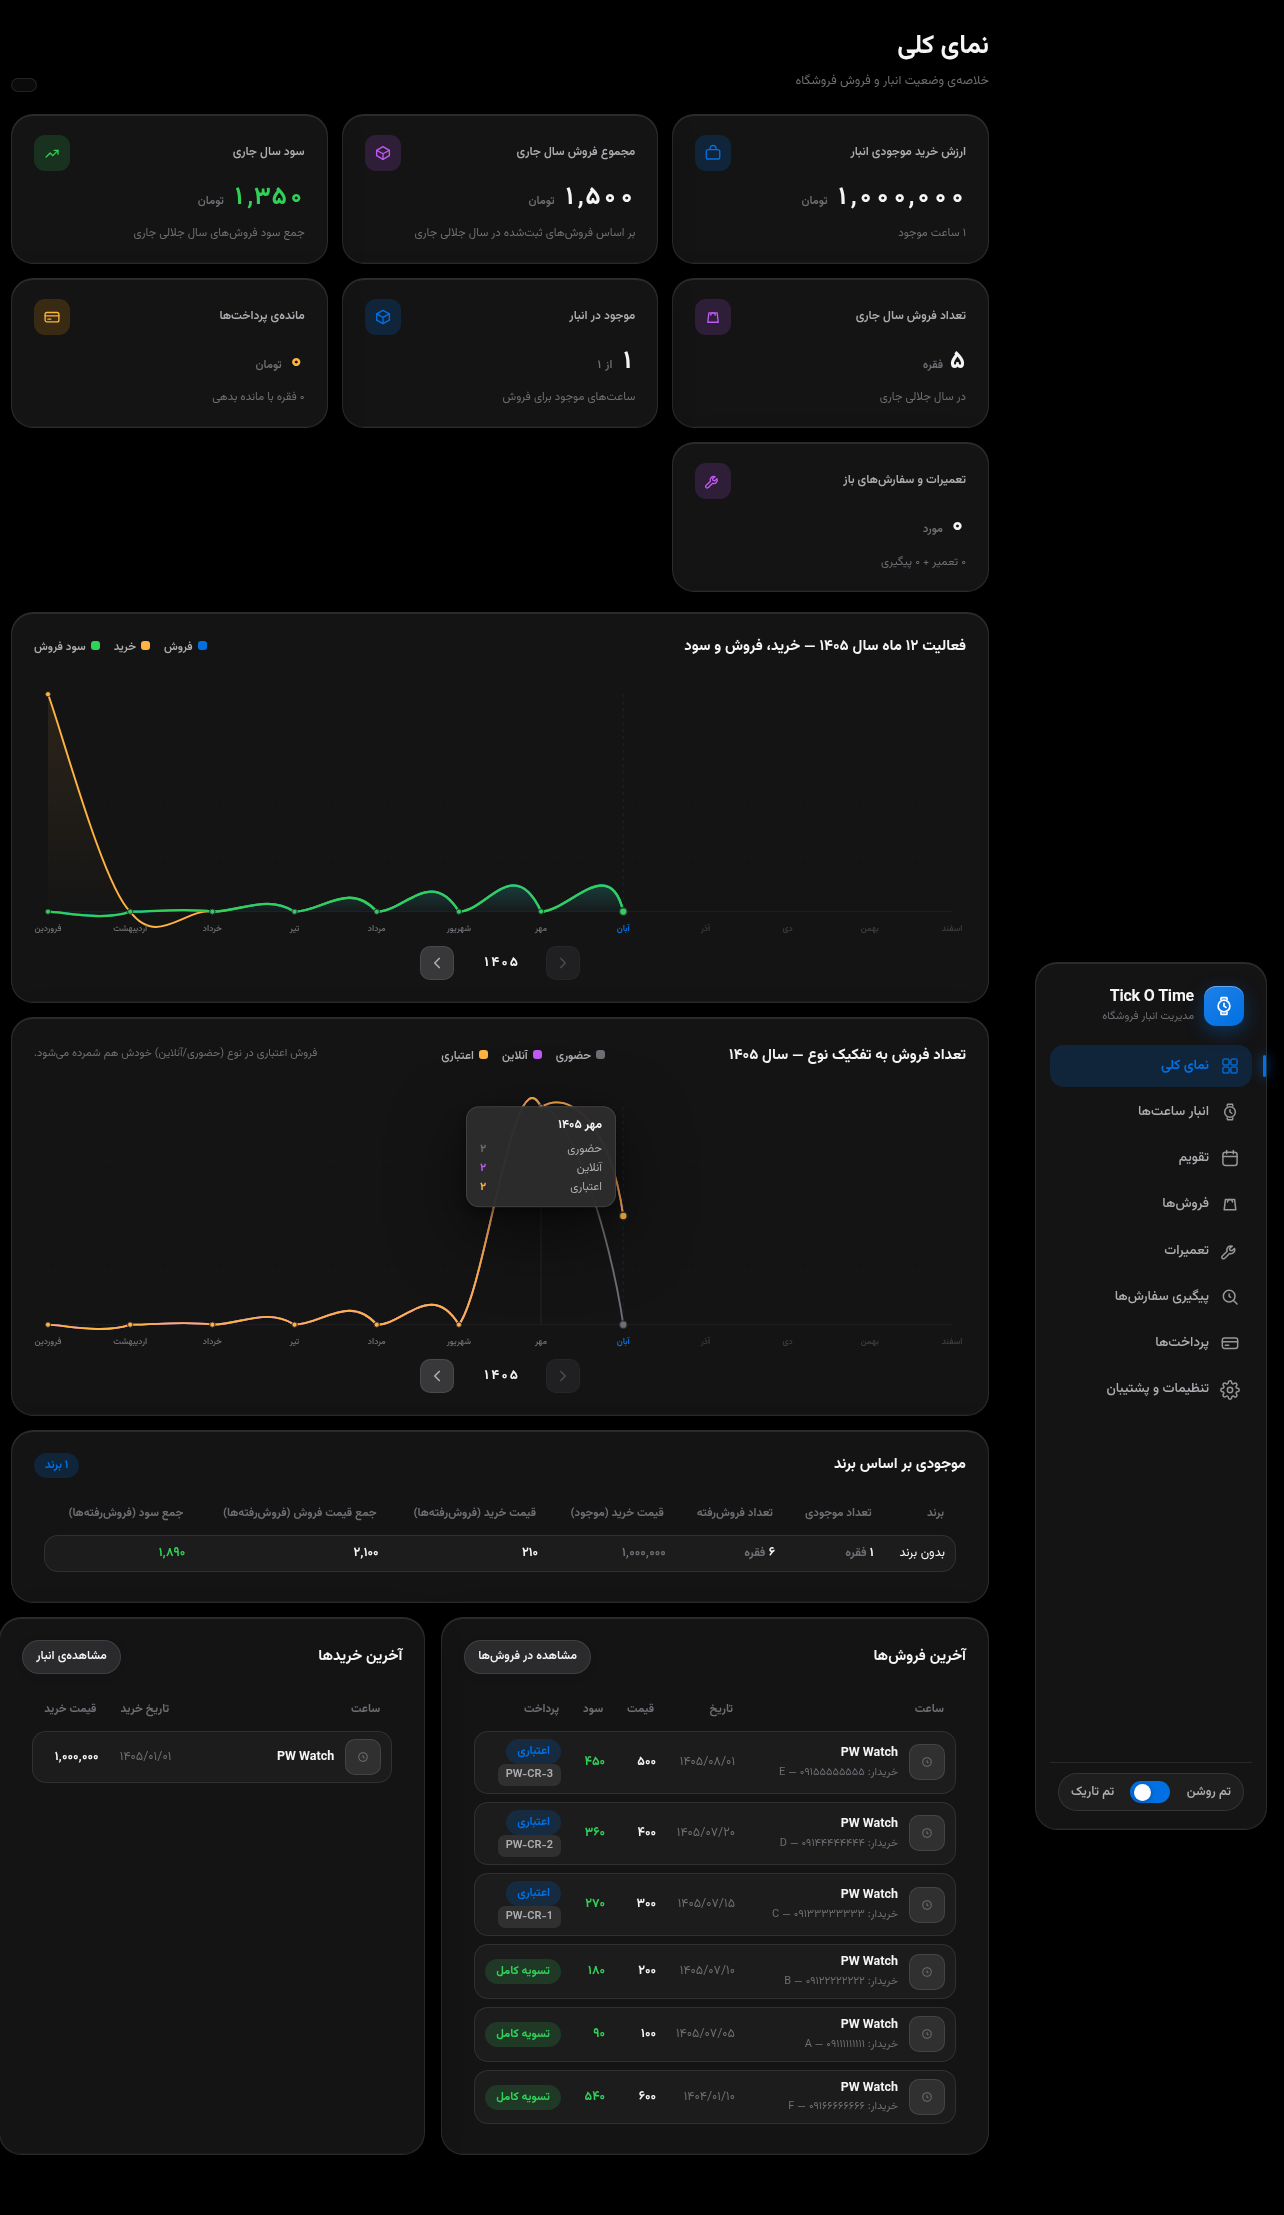 نمای کلی
خلاصه‌ی وضعیت انبار و فروش فروشگاه
ارزش خرید موجودی انبار
۱,۰۰۰,۰۰۰ تومان
۱ ساعت موجود
مجموع فروش سال جاری
۱,۵۰۰ تومان
بر اساس فروش‌های ثبت‌شده در سال جلالی جاری
سود سال جاری
۱,۳۵۰ تومان
جمع سود فروش‌های سال جلالی جاری
تعداد فروش سال جاری
۵ فقره
در سال جلالی جاری
موجود در انبار
۱ از ۱
ساعت‌های موجود برای فروش
مانده‌ی پرداخت‌ها
۰ تومان
۰ فقره با مانده بدهی
تعمیرات و سفارش‌های باز
۰ مورد
۰ تعمیر + ۰ پیگیری
فعالیت ۱۲ ماه سال ۱۴۰۵ — خرید، فروش و سود
فروش خرید سود فروش
فروردین اردیبهشت خرداد تیر مرداد شهریور مهر آبان آذر دی بهمن اسفند
۱۴۰۵
تعداد فروش به تفکیک نوع — سال ۱۴۰۵
حضوری آنلاین اعتباری
فروش اعتباری در نوع (حضوری/آنلاین) خودش هم شمرده می‌شود.
مهر ۱۴۰۵
حضوری ۲
آنلاین ۲
اعتباری ۲
فروردین اردیبهشت خرداد تیر مرداد شهریور مهر آبان آذر دی بهمن اسفند
۱۴۰۵
موجودی بر اساس برند
۱ برند
برند تعداد موجودی تعداد فروش‌رفته قیمت خرید (موجود) قیمت خرید (فروش‌رفته‌ها) جمع قیمت فروش (فروش‌رفته‌ها) جمع سود (فروش‌رفته‌ها)
بدون برند ۱ فقره ۶ فقره ۱,۰۰۰,۰۰۰ ۲۱۰ ۲,۱۰۰ ۱,۸۹۰
آخرین فروش‌ها
مشاهده در فروش‌ها
ساعت تاریخ قیمت سود پرداخت
PW Watch
خریدار: ۰۹۱۵۵۵۵۵۵۵۵ — E
۱۴۰۵/۰۸/۰۱ ۵۰۰ ۴۵۰
اعتباری
PW-CR-3
PW Watch
خریدار: ۰۹۱۴۴۴۴۴۴۴۴ — D
۱۴۰۵/۰۷/۲۰ ۴۰۰ ۳۶۰
اعتباری
PW-CR-2
PW Watch
خریدار: ۰۹۱۳۳۳۳۳۳۳۳ — C
۱۴۰۵/۰۷/۱۵ ۳۰۰ ۲۷۰
اعتباری
PW-CR-1
PW Watch
خریدار: ۰۹۱۲۲۲۲۲۲۲۲ — B
۱۴۰۵/۰۷/۱۰ ۲۰۰ ۱۸۰ تسویه کامل
PW Watch
خریدار: ۰۹۱۱۱۱۱۱۱۱۱ — A
۱۴۰۵/۰۷/۰۵ ۱۰۰ ۹۰ تسویه کامل
PW Watch
خریدار: ۰۹۱۶۶۶۶۶۶۶۶ — F
۱۴۰۴/۰۱/۱۰ ۶۰۰ ۵۴۰ تسویه کامل
آخرین خریدها
مشاهده‌ی انبار
ساعت تاریخ خرید قیمت خرید
PW Watch ۱۴۰۵/۰۱/۰۱ ۱,۰۰۰,۰۰۰
Tick O Time
مدیریت انبار فروشگاه
نمای کلی
انبار ساعت‌ها
تقویم
فروش‌ها
تعمیرات
پیگیری سفارش‌ها
پرداخت‌ها
تنظیمات و پشتیبان
تم روشن تم تاریک